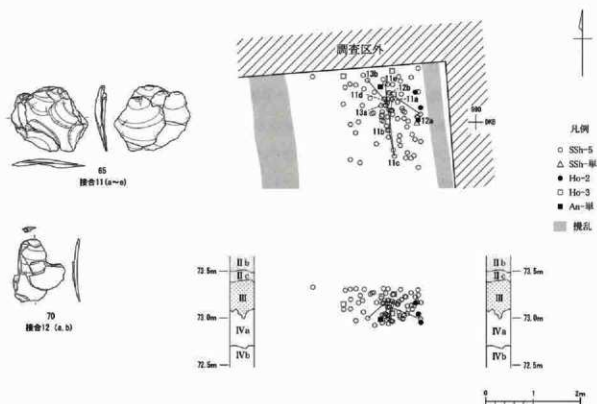 調査区外
13b
11e
12b
11d
11a
13a
12a
11b
11c
65
接合11(a~e)
70
接合12 (a, b)
凡例
SSh-5
SSh-単
Ho-2
Ho-3
An-単
撹乱
73.5m
73.0m
72.5m
Ⅱb
Ⅱc
Ⅲ
Ⅳa
Ⅳb
Ⅱb
Ⅱc
Ⅲ
Ⅳa
Ⅳb
73.5m
73.0m
72.5m
0 1 2m